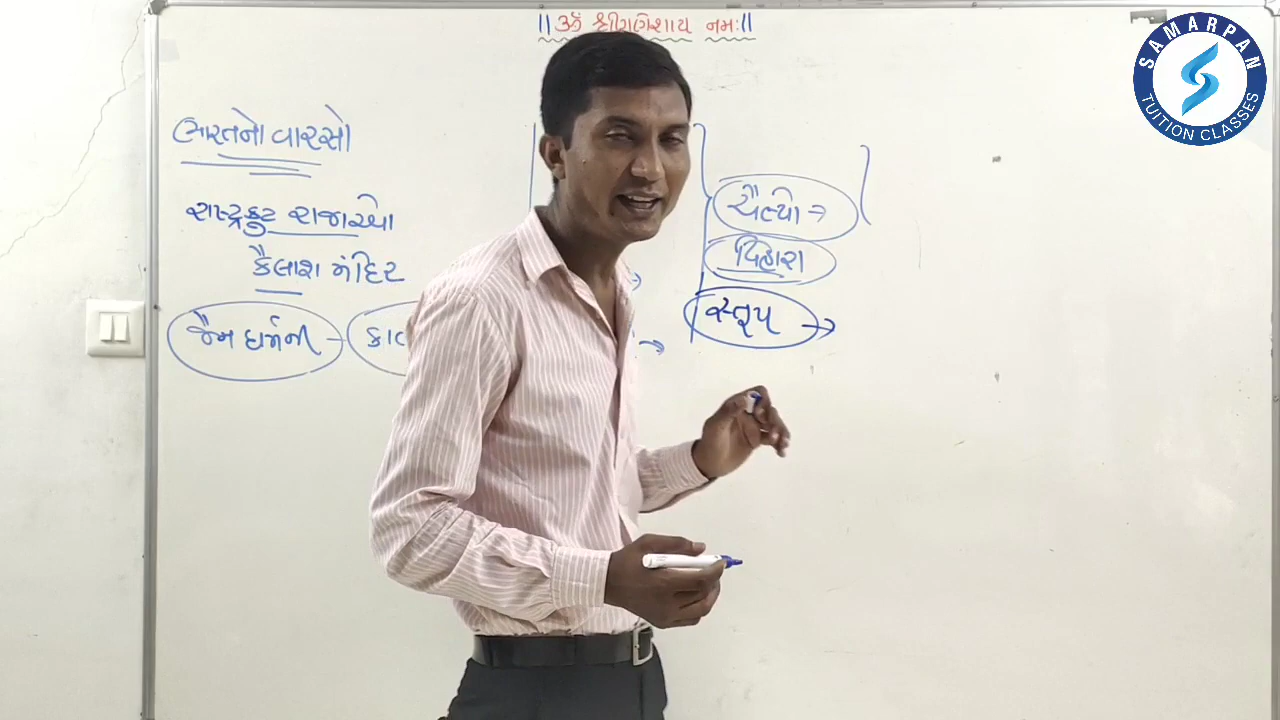 || ૐ શ્રી ગણેશાય નમઃ ||
SAMARPAN
TUITION CLASSES
ભારતનો વારસો
રાષ્ટ્રકુટ રાજાઓ
કૈલાશ મંદિર
જૈન ધર્મની
ચૈત્યો →
વિહારો
સ્તૂપ →